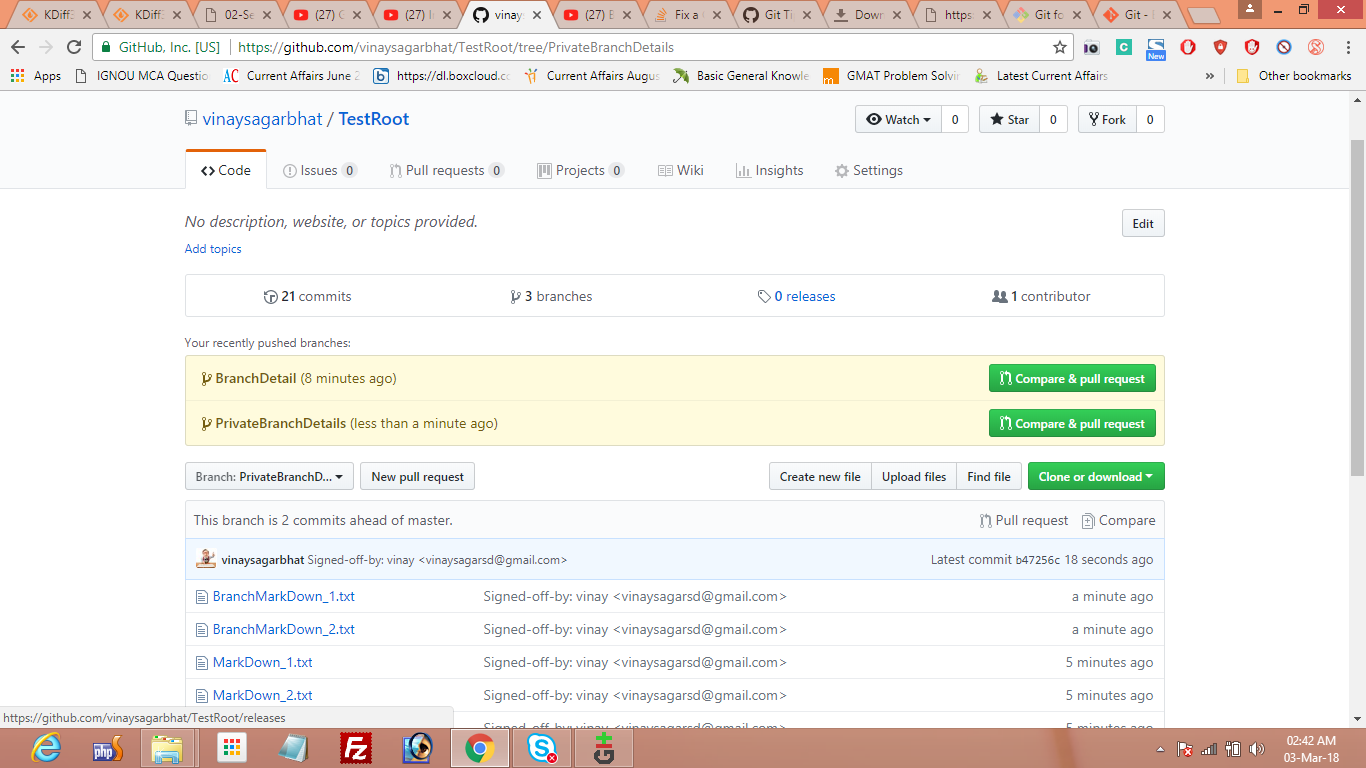 KDiff: KDiff: 02-Se (27) G (27) I vinays (27) B Fix a Git Ti Down https: Git fo Git -
GitHub, Inc. [US] https://github.com/vinaysagarbhat/TestRoot/tree/PrivateBranchDetails
New
Apps IGNOU MCA Questio AC Current Affairs June 2 https://dl.boxcloud.co Current Affairs Augus Basic General Knowle GMAT Problem Solvin Latest Current Affairs » Other bookmarks
vinaysagarbhat / TestRoot Watch 0 Star 0 Fork 0
Code Issues 0 Pull requests 0 Projects 0 Wiki Insights Settings
No description, website, or topics provided. Edit
Add topics
21 commits 3 branches 0 releases 1 contributor
Your recently pushed branches:
BranchDetail (8 minutes ago) Compare & pull request
PrivateBranchDetails (less than a minute ago) Compare & pull request
Branch: PrivateBranchD... New pull request Create new file Upload files Find file Clone or download
This branch is 2 commits ahead of master. Pull request Compare
vinaysagarbhat Signed-off-by: vinay <vinaysagarsd@gmail.com> Latest commit b47256c 18 seconds ago
BranchMarkDown_1.txt Signed-off-by: vinay <vinaysagarsd@gmail.com> a minute ago
BranchMarkDown_2.txt Signed-off-by: vinay <vinaysagarsd@gmail.com> a minute ago
MarkDown_1.txt Signed-off-by: vinay <vinaysagarsd@gmail.com> 5 minutes ago
MarkDown_2.txt Signed-off-by: vinay <vinaysagarsd@gmail.com> 5 minutes ago
https://github.com/vinaysagarbhat/TestRoot/releases
php
02:42 AM
03-Mar-18